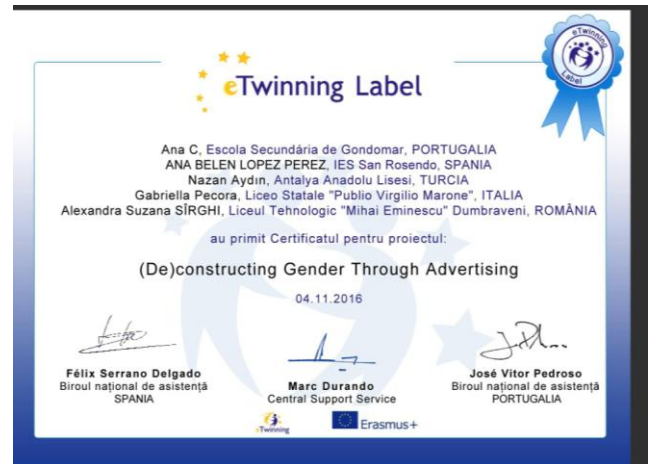 eTwinning Label
eTwinning
Label
Ana C, Escola Secundária de Gondomar, PORTUGALIA
ANA BELEN LOPEZ PEREZ, IES San Rosendo, SPANIA
Nazan Aydın, Antalya Anadolu Lisesi, TURCIA
Gabriella Pecora, Liceo Statale "Publio Virgilio Marone", ITALIA
Alexandra Suzana SÎRGHI, Liceul Tehnologic "Mihai Eminescu" Dumbraveni, ROMÂNIA
au primit Certificatul pentru proiectul:
(De)constructing Gender Through Advertising
04.11.2016
Félix Serrano Delgado
Biroul național de asistență
SPANIA
Marc Durando
Central Support Service
José Vitor Pedroso
Biroul național de asistență
PORTUGALIA
eTwinning
Erasmus+